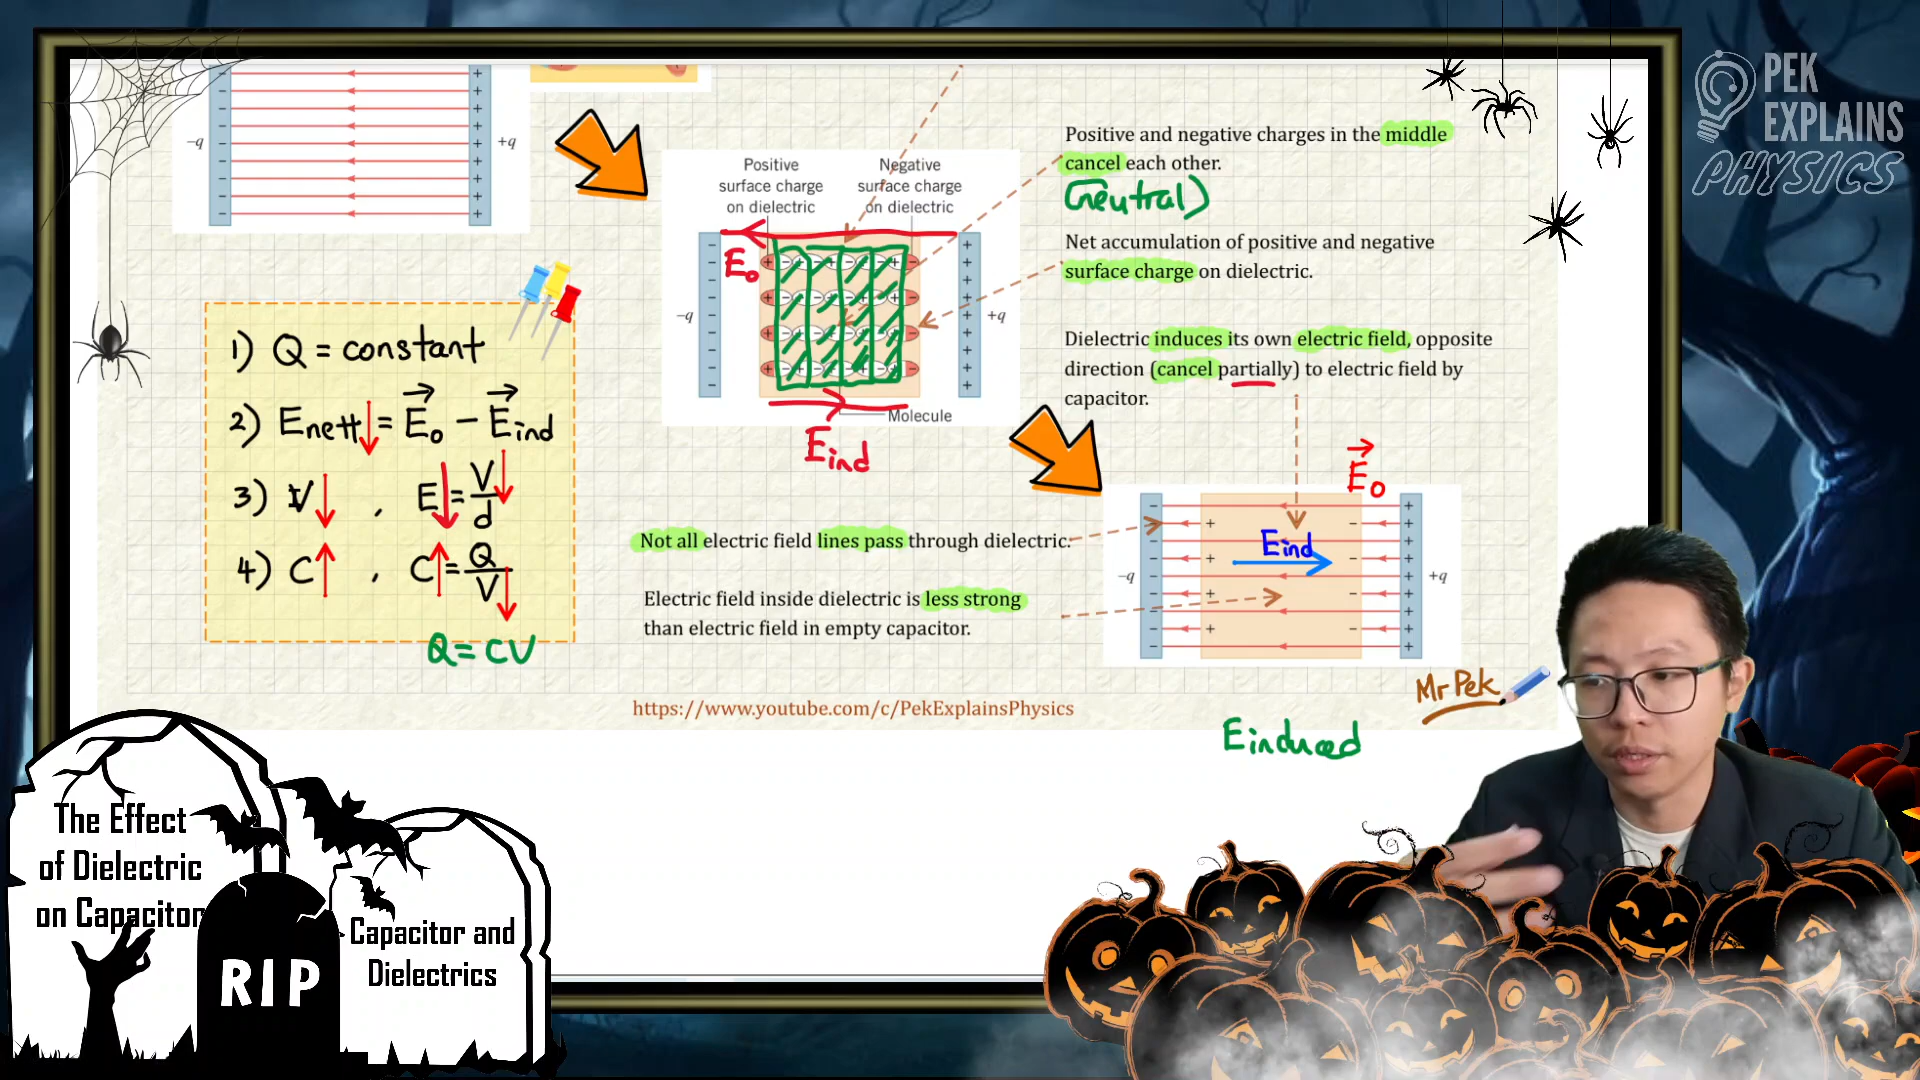 PEK
EXPLAINS
PHYSICS
-q
+q
Positive
surface charge
on dielectric
Negative
surface charge
on dielectric
E₀
-q
+q
Molecule
Eind
Positive and negative charges in the middle
cancel each other.
(neutral)
Net accumulation of positive and negative
surface charge on dielectric.
Dielectric induces its own electric field, opposite
direction (cancel partially) to electric field by
capacitor.
1) Q = constant
2) Enett↓ = E₀ - Eind
3) V↓ , E↓ = V↓/d
4) C↑ , C↑ = Q/V↓
Q = CV
Not all electric field lines pass through dielectric.
Electric field inside dielectric is less strong
than electric field in empty capacitor.
E₀
Eind
-q
+q
Mr Pek
https://www.youtube.com/c/PekExplainsPhysics
Einduced
The Effect
of Dielectric
on Capacitor
RIP
Capacitor and
Dielectrics